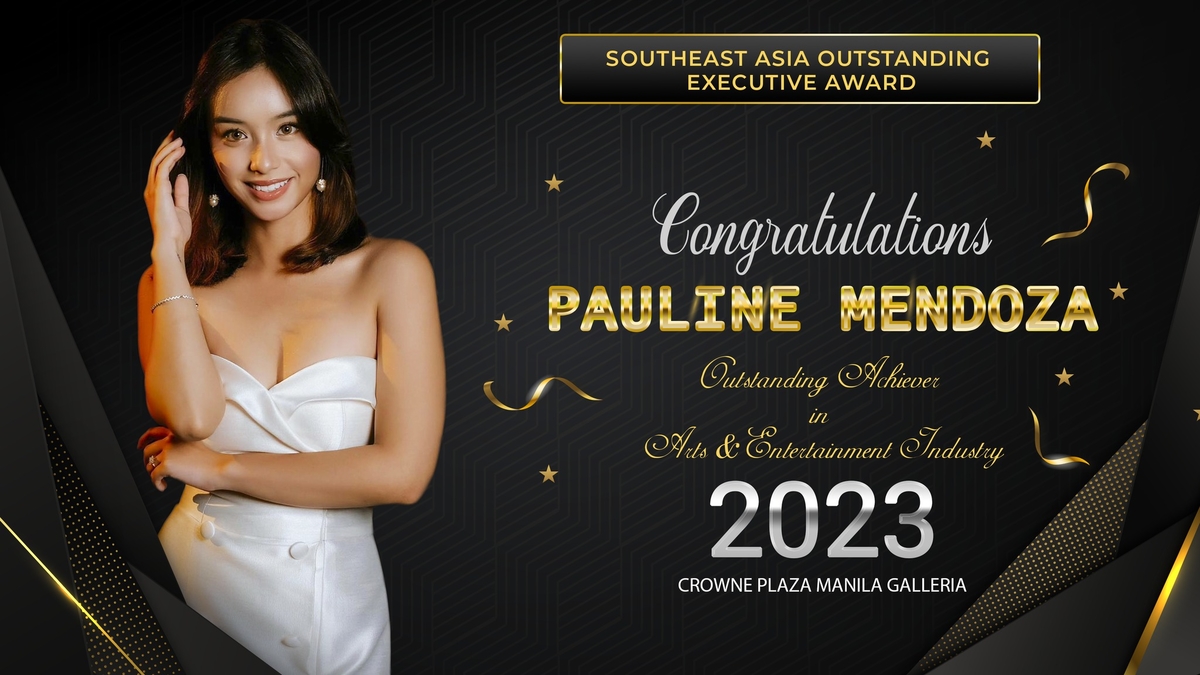 SOUTHEAST ASIA OUTSTANDING
EXECUTIVE AWARD
Congratulations
PAULINE MENDOZA
Outstanding Achiever
in
Arts & Entertainment Industry
2023
CROWNE PLAZA MANILA GALLERIA